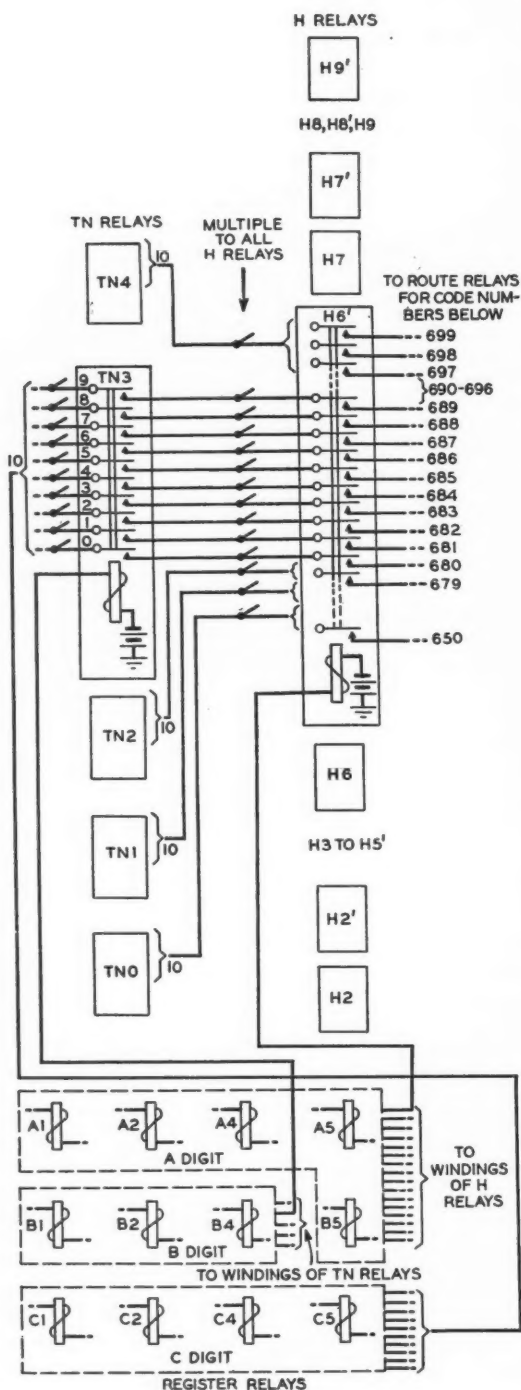 H RELAYS
H9'
H8,H8',H9
H7'
TN RELAYS
MULTIPLE
TO ALL
H RELAYS
H7
TN4
10
TO ROUTE RELAYS
FOR CODE NUM-
BERS BELOW
H6'
699
698
697
690-696
TN3
9
8
7
6
5
4
3
2
1
0
10
689
688
687
686
685
684
683
682
681
680
679
650
TN2
10
H6
TN1
10
H3 TO H5'
H2'
TN0
10
H2
A1
A2
A4
A5
A DIGIT
TO
WINDINGS
OF H
RELAYS
B1
B2
B4
B5
B DIGIT
TO WINDINGS OF TN RELAYS
C1
C2
C4
C5
C DIGIT
REGISTER RELAYS